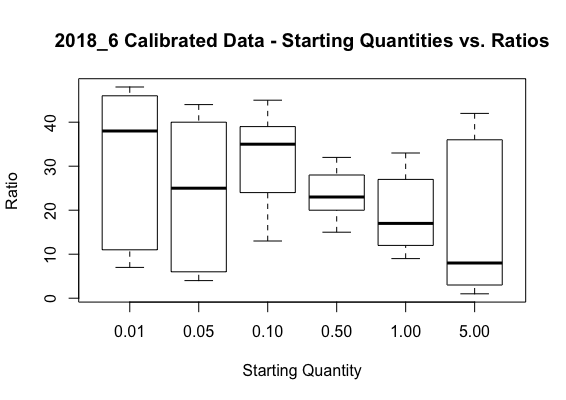 2018_6 Calibrated Data - Starting Quantities vs. Ratios
Ratio
40
30
20
10
0
0.01 0.05 0.10 0.50 1.00 5.00
Starting Quantity